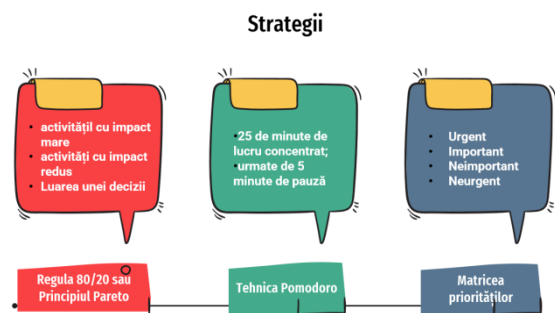 Strategii
• activitățil cu impact
mare
• activități cu impact
redus
• Luarea unei decizii
•25 de minute de
lucru concentrat;
•urmate de 5
minute de pauză
• Urgent
• Important
• Neimportant
• Neurgent
Regula 80/20 sau
Principiul Pareto
Tehnica Pomodoro
Matricea
priorităților